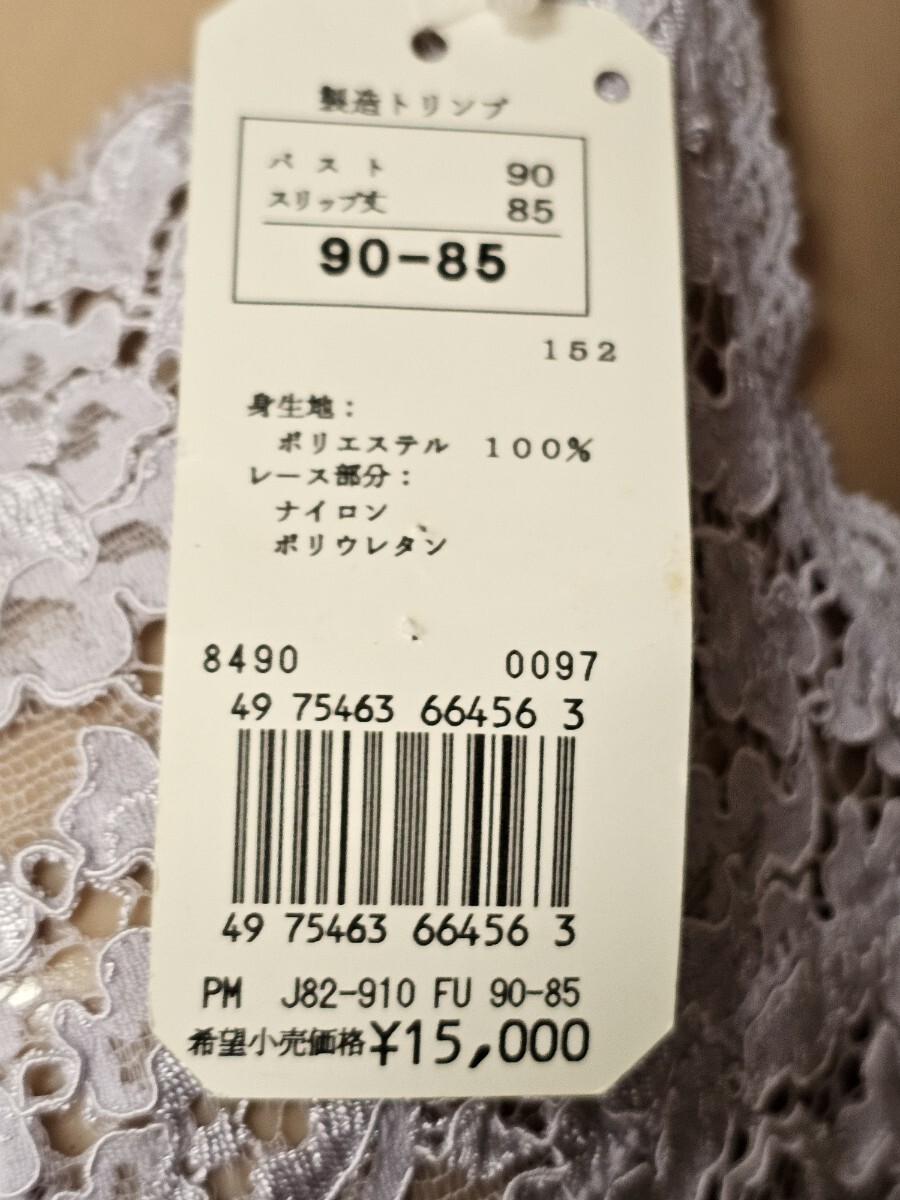 製造トリンプ
バスト 90
スリップ丈 85
90-85
152
身生地：
ポリエステル 100%
レース部分：
ナイロン
ポリウレタン
8490 0097
49 75463 66456 3
49 75463 66456 3
PM J82-910 FU 90-85
希望小売価格¥15,000